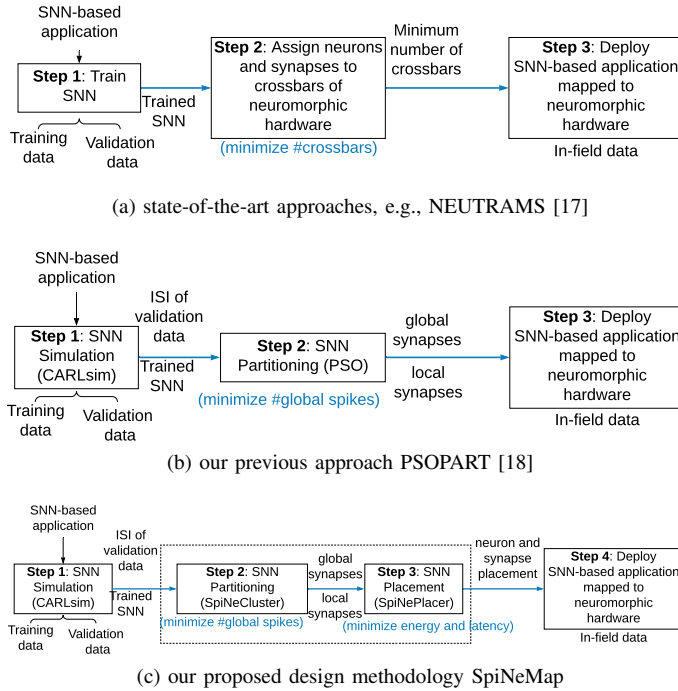 SNN-based
application
Step 1: Train
SNN
Training
data
Validation
data
Trained
SNN
Step 2: Assign neurons
and synapses to
crossbars of
neuromorphic
hardware
(minimize #crossbars)
Minimum
number of
crossbars
Step 3: Deploy
SNN-based application
mapped to
neuromorphic
hardware
In-field data
(a) state-of-the-art approaches, e.g., NEUTRAMS [17]
SNN-based
application
Step 1: SNN
Simulation
(CARLsim)
Training
data
Validation
data
ISI of
validation
data
Trained
SNN
Step 2: SNN
Partitioning (PSO)
(minimize #global spikes)
global
synapses
local
synapses
Step 3: Deploy
SNN-based application
mapped to
neuromorphic
hardware
In-field data
(b) our previous approach PSOPART [18]
SNN-based
application
Step 1: SNN
Simulation
(CARLsim)
Training
data
Validation
data
ISI of
validation
data
Trained
SNN
Step 2: SNN
Partitioning
(SpiNeCluster)
(minimize #global spikes)
global
synapses
local
synapses
Step 3: SNN
Placement
(SpiNePlacer)
(minimize energy and latency)
neuron and
synapse
placement
Step 4: Deploy
SNN-based application
mapped to
neuromorphic
hardware
In-field data
(c) our proposed design methodology SpiNeMap